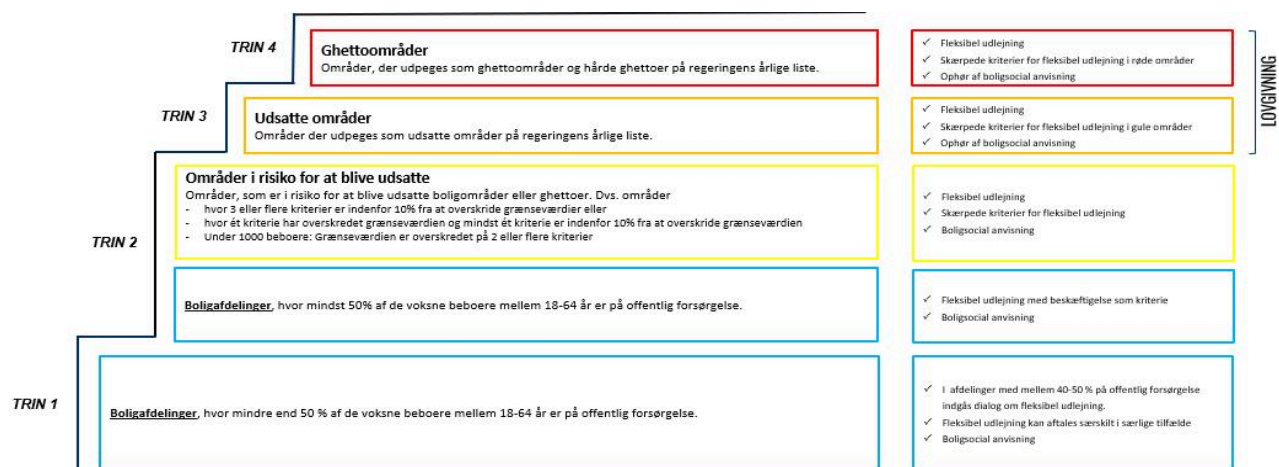 TRIN 4
Ghettoområder
Områder, der udpeges som ghettoområder og hårde ghettoer på regeringens årlige liste.
✓ Fleksibel udlejning
✓ Skærpede kriterier for fleksibel udlejning i røde områder
✓ Ophør af boligsocial anvisning
LOVGIVNING
TRIN 3
Udsatte områder
Områder der udpeges som udsatte områder på regeringens årlige liste.
✓ Fleksibel udlejning
✓ Skærpede kriterier for fleksibel udlejning i gule områder
✓ Ophør af boligsocial anvisning
TRIN 2
Områder i risiko for at blive udsatte
Områder, som er i risiko for at blive udsatte boligområder eller ghettoer. Dvs. områder
- hvor 3 eller flere kriterier er indenfor 10% fra at overskride grænseværdier eller
- hvor ét kriterie har overskredet grænseværdien og mindst ét kriterie er indenfor 10% fra at overskride grænseværdien
- Under 1000 beboere: Grænseværdien er overskredet på 2 eller flere kriterier
✓ Fleksibel udlejning
✓ Skærpede kriterier for fleksibel udlejning
✓ Boligsocial anvisning
Boligafdelinger, hvor mindst 50% af de voksne beboere mellem 18-64 år er på offentlig forsørgelse.
✓ Fleksibel udlejning med beskæftigelse som kriterie
✓ Boligsocial anvisning
TRIN 1
Boligafdelinger, hvor mindre end 50 % af de voksne beboere mellem 18-64 år er på offentlig forsørgelse.
✓ I afdelinger med mellem 40-50 % på offentlig forsørgelse
indgås dialog om fleksibel udlejning.
✓ Fleksibel udlejning kan aftales særskilt i særlige tilfælde
✓ Boligsocial anvisning